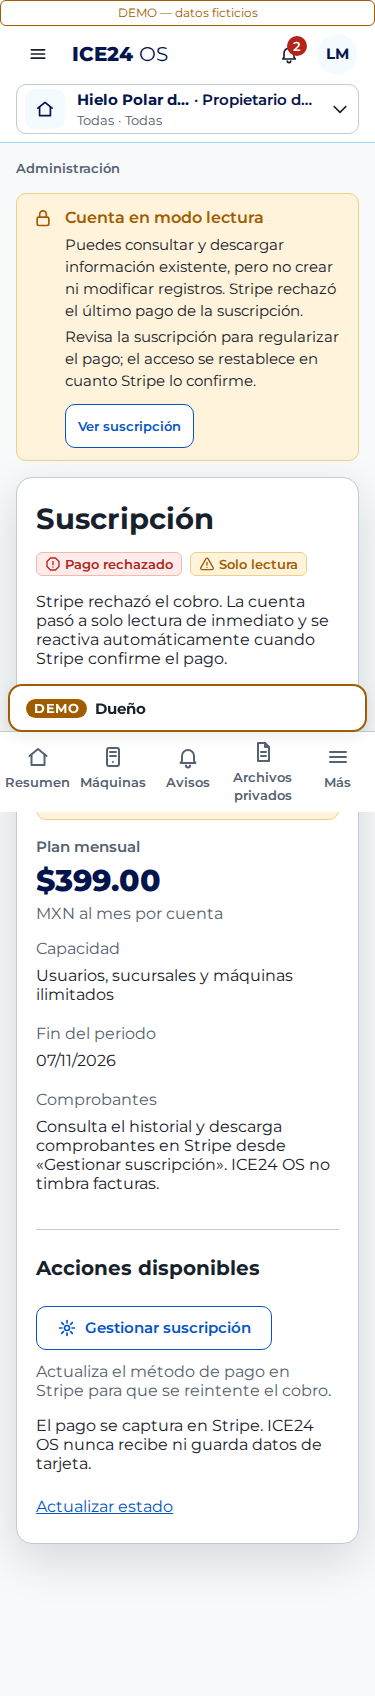 DEMO — datos ficticios
ICE24 OS
2
LM
Hielo Polar d... · Propietario d...
Todas · Todas
Administración
Cuenta en modo lectura
Puedes consultar y descargar
información existente, pero no crear
ni modificar registros. Stripe rechazó
el último pago de la suscripción.
Revisa la suscripción para regularizar
el pago; el acceso se restablece en
cuanto Stripe lo confirme.
Ver suscripción
Suscripción
Pago rechazado
Solo lectura
Stripe rechazó el cobro. La cuenta
pasó a solo lectura de inmediato y se
reactiva automáticamente cuando
Stripe confirme el pago.
DEMO Dueño
Resumen
Máquinas
Avisos
Archivos
privados
Más
Plan mensual
$399.00
MXN al mes por cuenta
Capacidad
Usuarios, sucursales y máquinas
ilimitados
Fin del periodo
07/11/2026
Comprobantes
Consulta el historial y descarga
comprobantes en Stripe desde
«Gestionar suscripción». ICE24 OS no
timbra facturas.
Acciones disponibles
Gestionar suscripción
Actualiza el método de pago en
Stripe para que se reintente el cobro.
El pago se captura en Stripe. ICE24
OS nunca recibe ni guarda datos de
tarjeta.
Actualizar estado